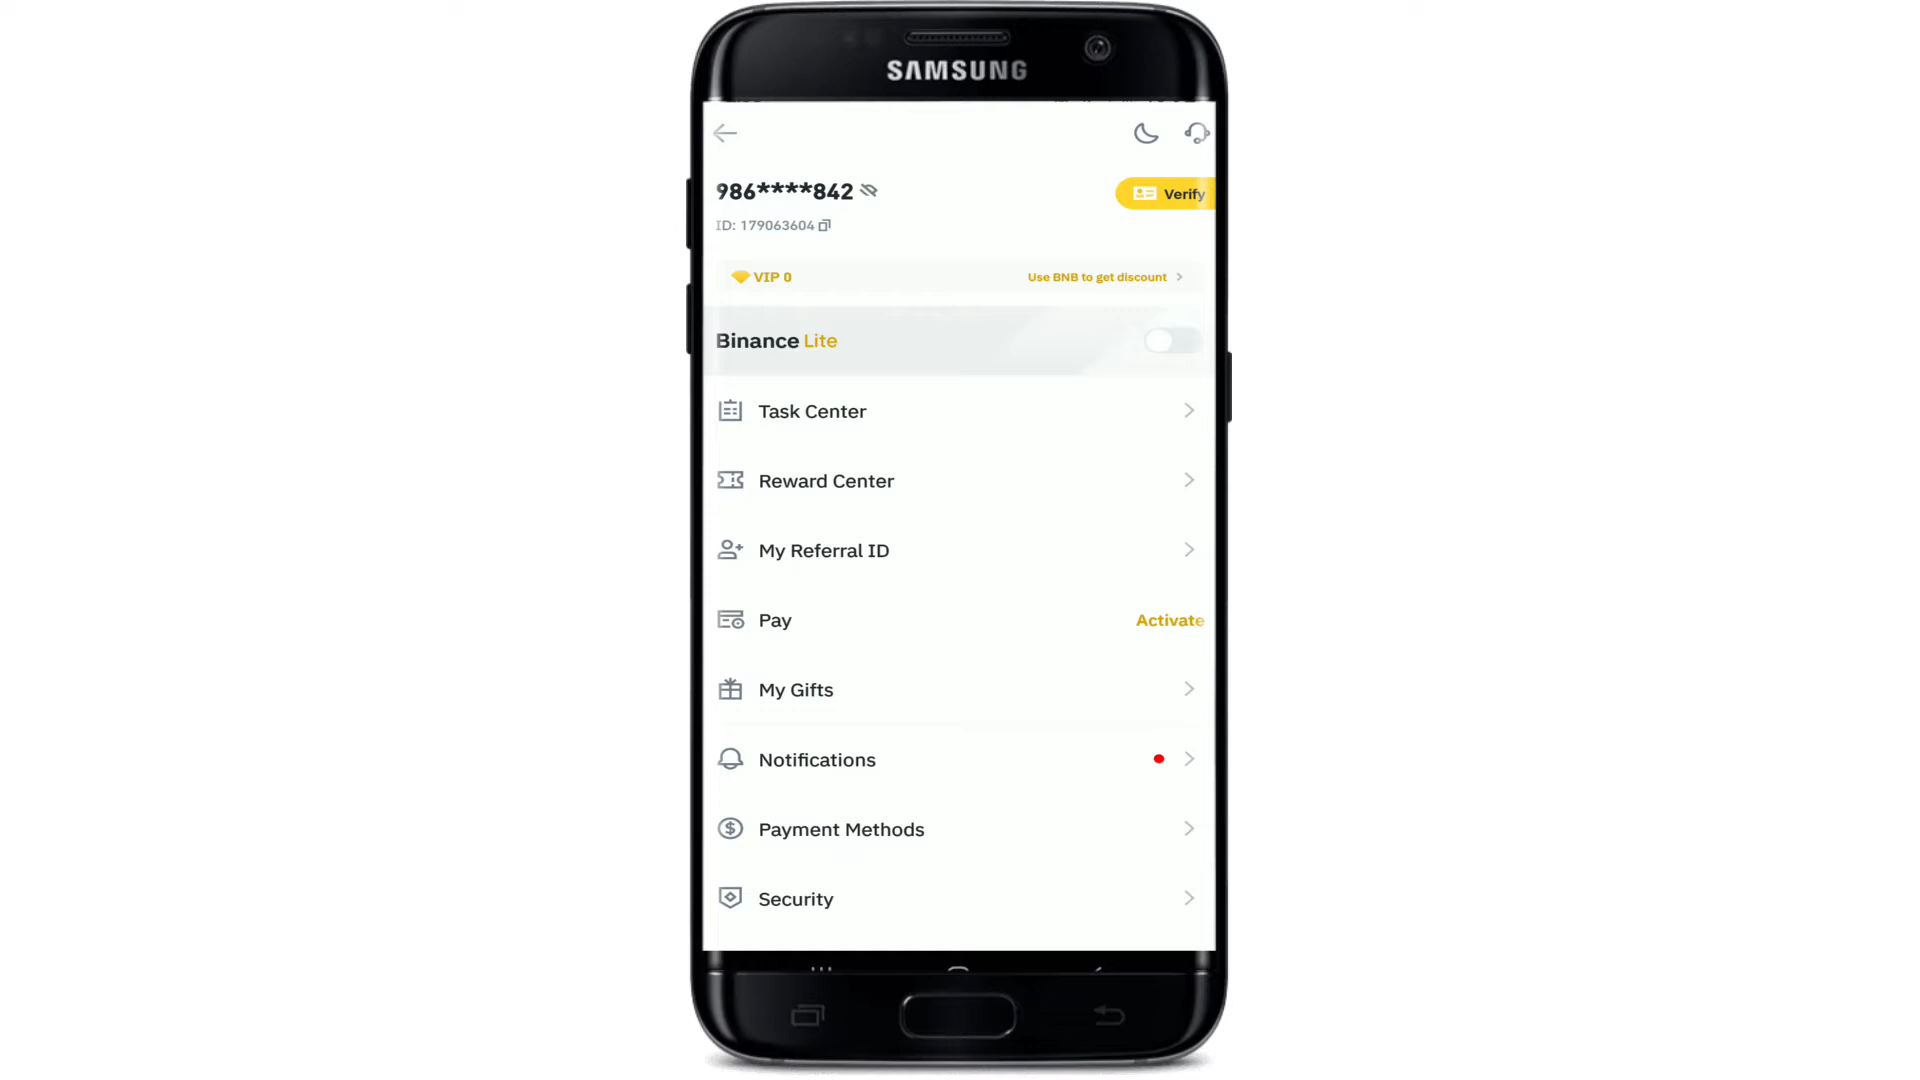 SAMSUNG
986****842
Verify
ID: 179063604
VIP 0
Use BNB to get discount
Binance Lite
Task Center
Reward Center
My Referral ID
Pay
Activate
My Gifts
Notifications
Payment Methods
Security